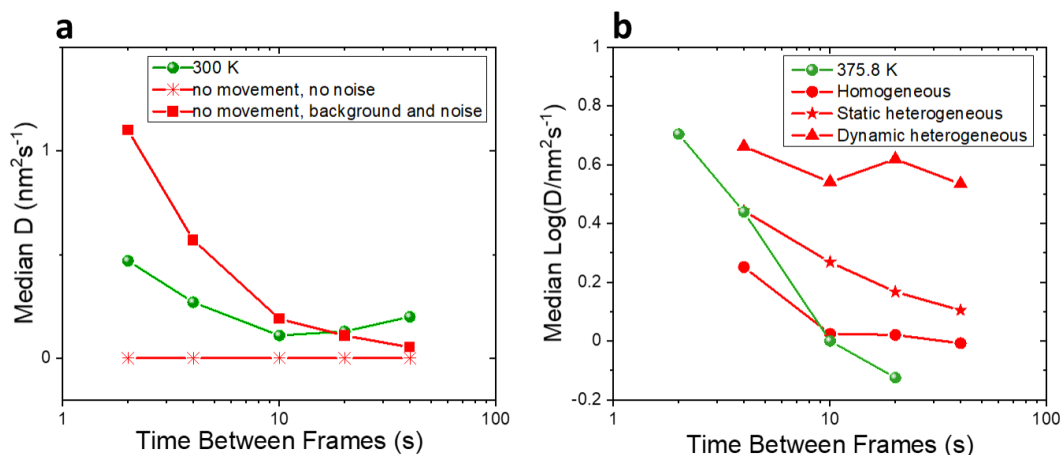 a
300 K
no movement, no noise
no movement, background and noise
Median D (nm²s⁻¹)
1
0
1
10
100
Time Between Frames (s)
b
375.8 K
Homogeneous
Static heterogeneous
Dynamic heterogeneous
Median Log(D/nm²s⁻¹)
1
0.8
0.6
0.4
0.2
0
-0.2
1
10
100
Time Between Frames (s)